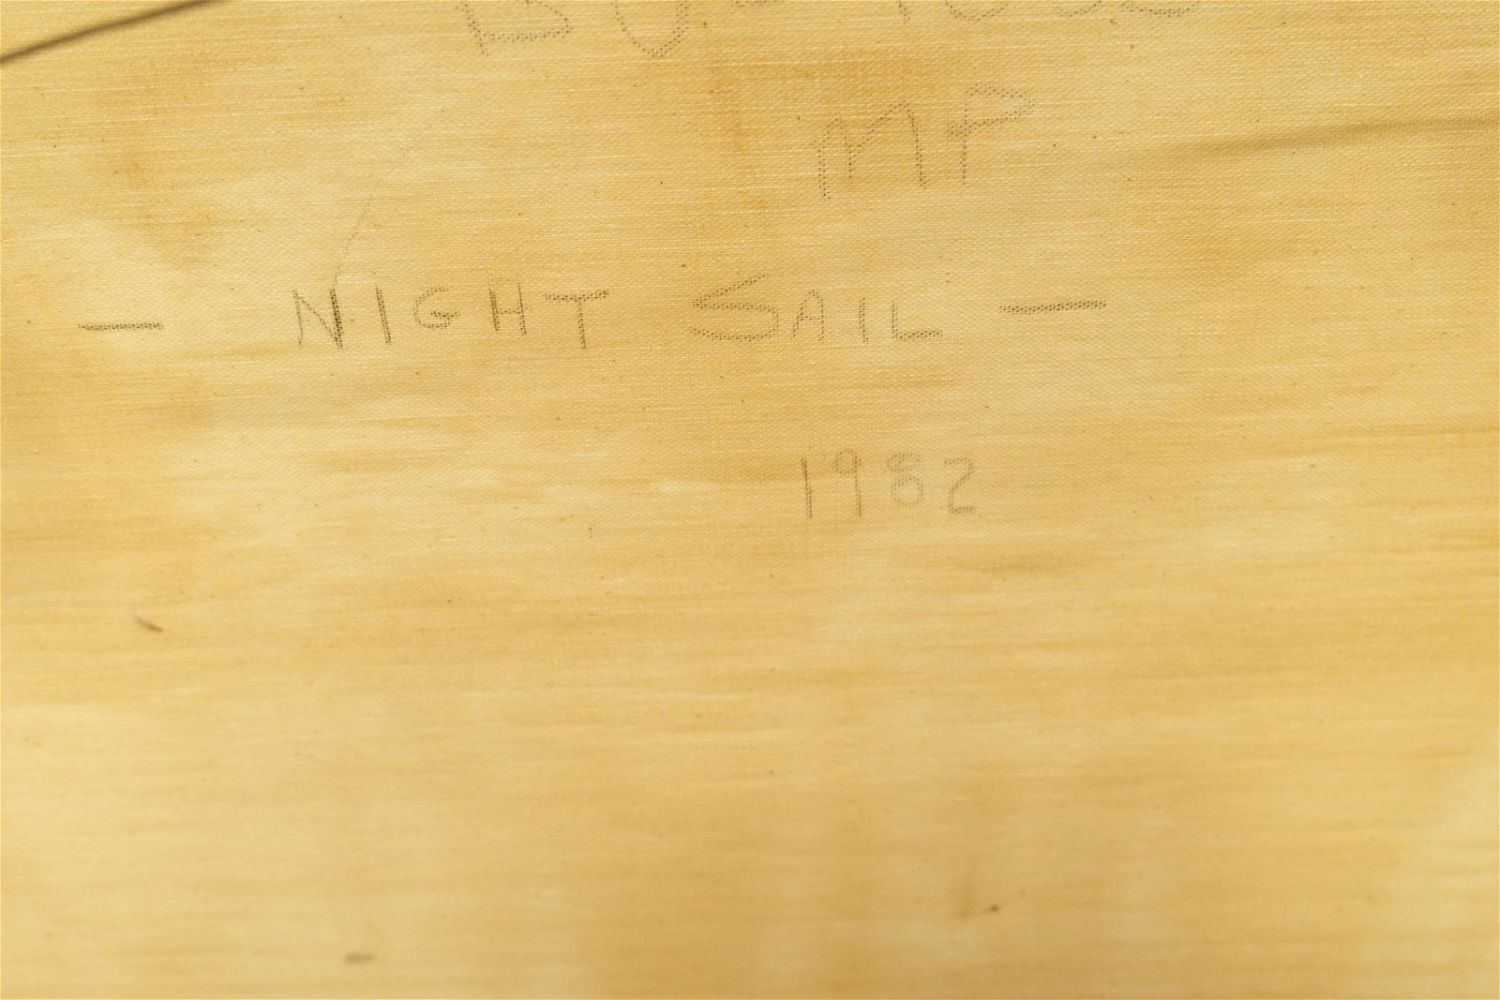 MP
— NIGHT SAIL —
1982